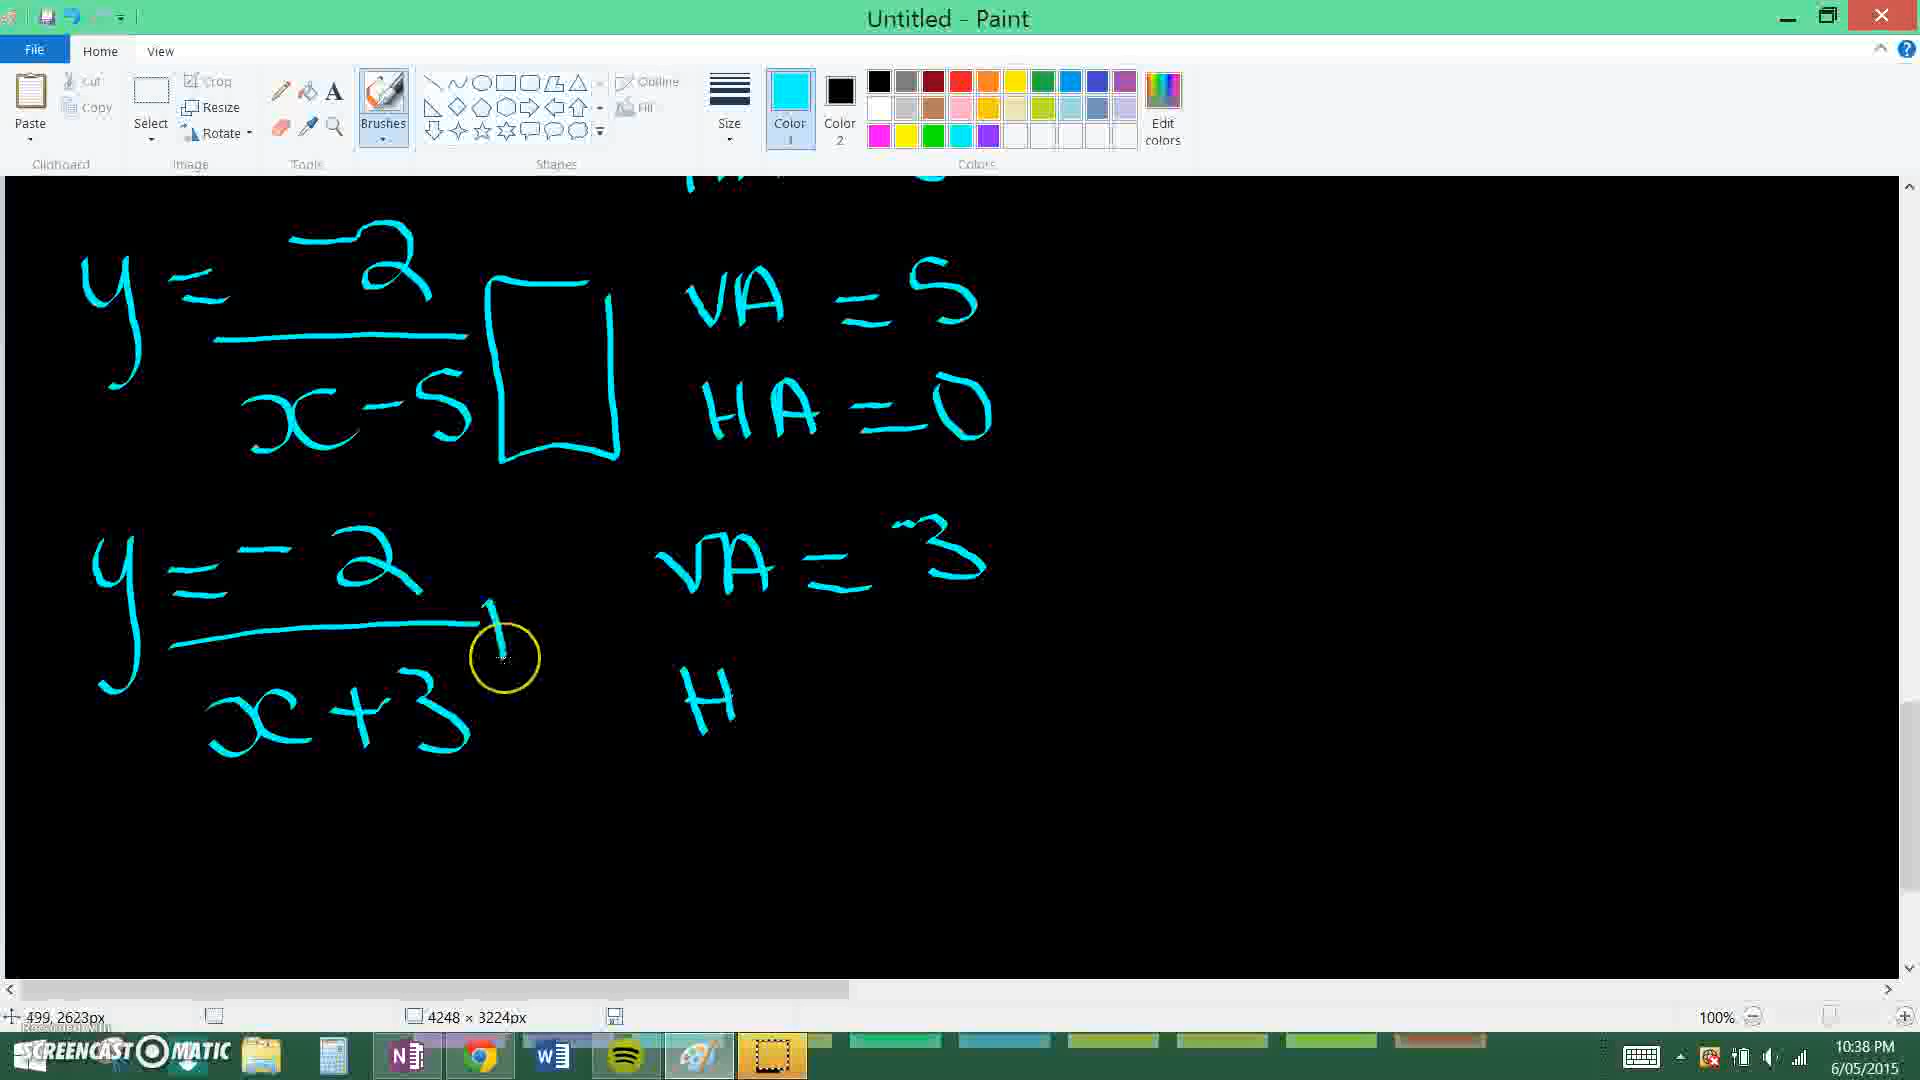 Untitled - Paint
File Home View
Paste Cut Copy Select Crop Resize Rotate Brushes Outline Fill Size Color 1 Color 2 Edit colors
Clipboard Image Tools Shapes Colors
y = -2 / x - 5 VA = 5
HA = 0
y = -2 / x + 3 VA = 3
H
499, 2623px 4248 × 3224px 100%
SCREENCAST O MATIC
10:38 PM
6/05/2015